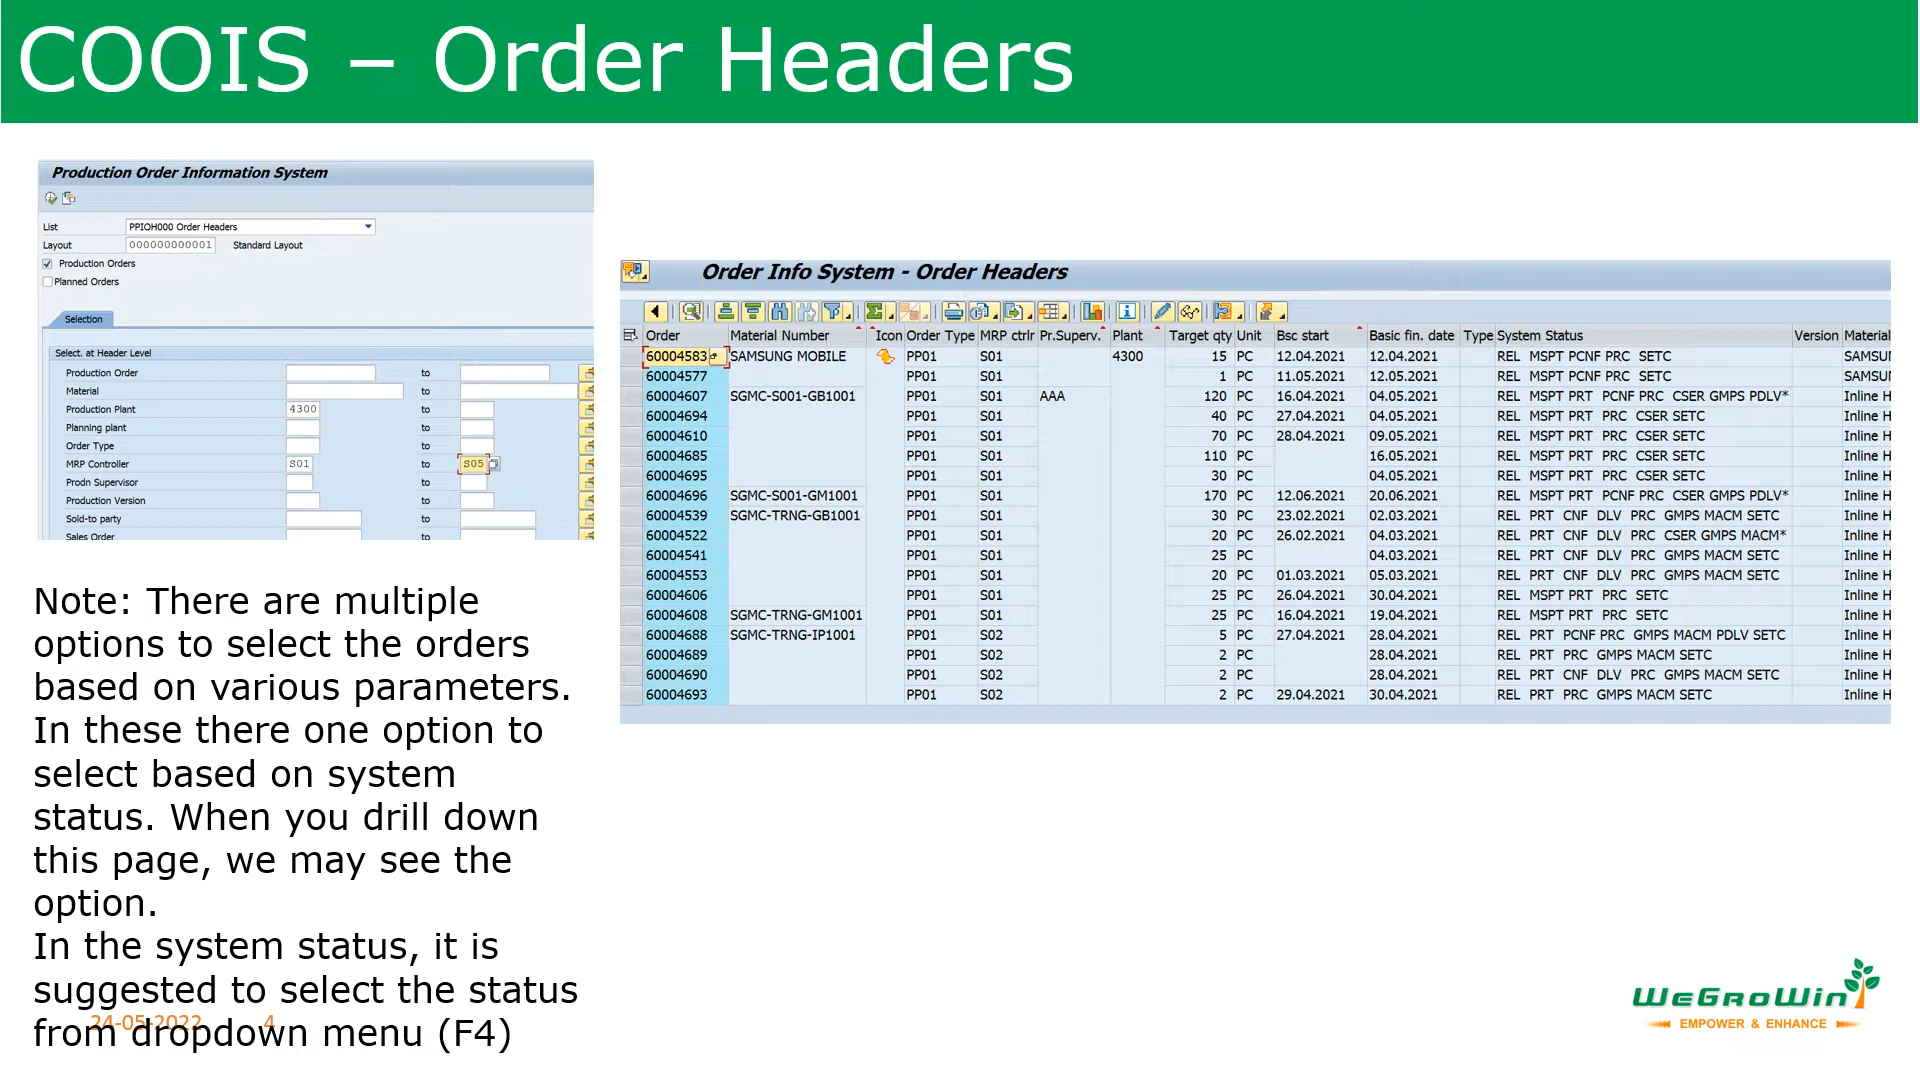 COOIS – Order Headers
Production Order Information System
List PPIOH000 Order Headers
Layout 000000000001 Standard Layout
Production Orders
Planned Orders
Selection
Select. at Header Level
Production Order to
Material to
Production Plant 4300 to
Planning plant to
Order Type to
MRP Controller S01 to S05
Prodn Supervisor to
Production Version to
Sold-to party to
Sales Order to
Order Info System - Order Headers
Order Material Number Icon Order Type MRP ctrlr Pr.Superv. Plant Target qty Unit Bsc start Basic fin. date Type System Status Version Material
60004583 SAMSUNG MOBILE PP01 S01 4300 15 PC 12.04.2021 12.04.2021 REL MSPT PCNF PRC SETC SAMSU
60004577 PP01 S01 1 PC 11.05.2021 12.05.2021 REL MSPT PCNF PRC SETC SAMSU
60004607 SGMC-S001-GB1001 PP01 S01 AAA 120 PC 16.04.2021 04.05.2021 REL MSPT PRT PCNF PRC CSER GMPS PDLV* Inline H
60004694 PP01 S01 40 PC 27.04.2021 04.05.2021 REL MSPT PRT PRC CSER SETC Inline H
60004610 PP01 S01 70 PC 28.04.2021 09.05.2021 REL MSPT PRT PRC CSER SETC Inline H
60004685 PP01 S01 110 PC 16.05.2021 REL MSPT PRT PRC CSER SETC Inline H
60004695 PP01 S01 30 PC 04.05.2021 REL MSPT PRT PRC CSER SETC Inline H
60004696 SGMC-S001-GM1001 PP01 S01 170 PC 12.06.2021 20.06.2021 REL MSPT PRT PCNF PRC CSER GMPS PDLV* Inline H
60004539 SGMC-TRNG-GB1001 PP01 S01 30 PC 23.02.2021 02.03.2021 REL PRT CNF DLV PRC GMPS MACM SETC Inline H
60004522 PP01 S01 20 PC 26.02.2021 04.03.2021 REL PRT CNF DLV PRC CSER GMPS MACM* Inline H
60004541 PP01 S01 25 PC 04.03.2021 REL PRT CNF DLV PRC GMPS MACM SETC Inline H
60004553 PP01 S01 20 PC 01.03.2021 05.03.2021 REL PRT CNF DLV PRC GMPS MACM SETC Inline H
60004606 PP01 S01 25 PC 26.04.2021 30.04.2021 REL MSPT PRT PRC SETC Inline H
60004608 SGMC-TRNG-GM1001 PP01 S01 25 PC 16.04.2021 19.04.2021 REL MSPT PRT PRC SETC Inline H
60004688 SGMC-TRNG-IP1001 PP01 S02 5 PC 27.04.2021 28.04.2021 REL PRT PCNF PRC GMPS MACM PDLV SETC Inline H
60004689 PP01 S02 2 PC 28.04.2021 REL PRT PRC GMPS MACM SETC Inline H
60004690 PP01 S02 2 PC 28.04.2021 REL PRT CNF DLV PRC GMPS MACM SETC Inline H
60004693 PP01 S02 2 PC 29.04.2021 30.04.2021 REL PRT PRC GMPS MACM SETC Inline H
Note: There are multiple
options to select the orders
based on various parameters.
In these there one option to
select based on system
status. When you drill down
this page, we may see the
option.
In the system status, it is
suggested to select the status
from dropdown menu (F4)
24-05-2022 4
WeGroWin
EMPOWER & ENHANCE